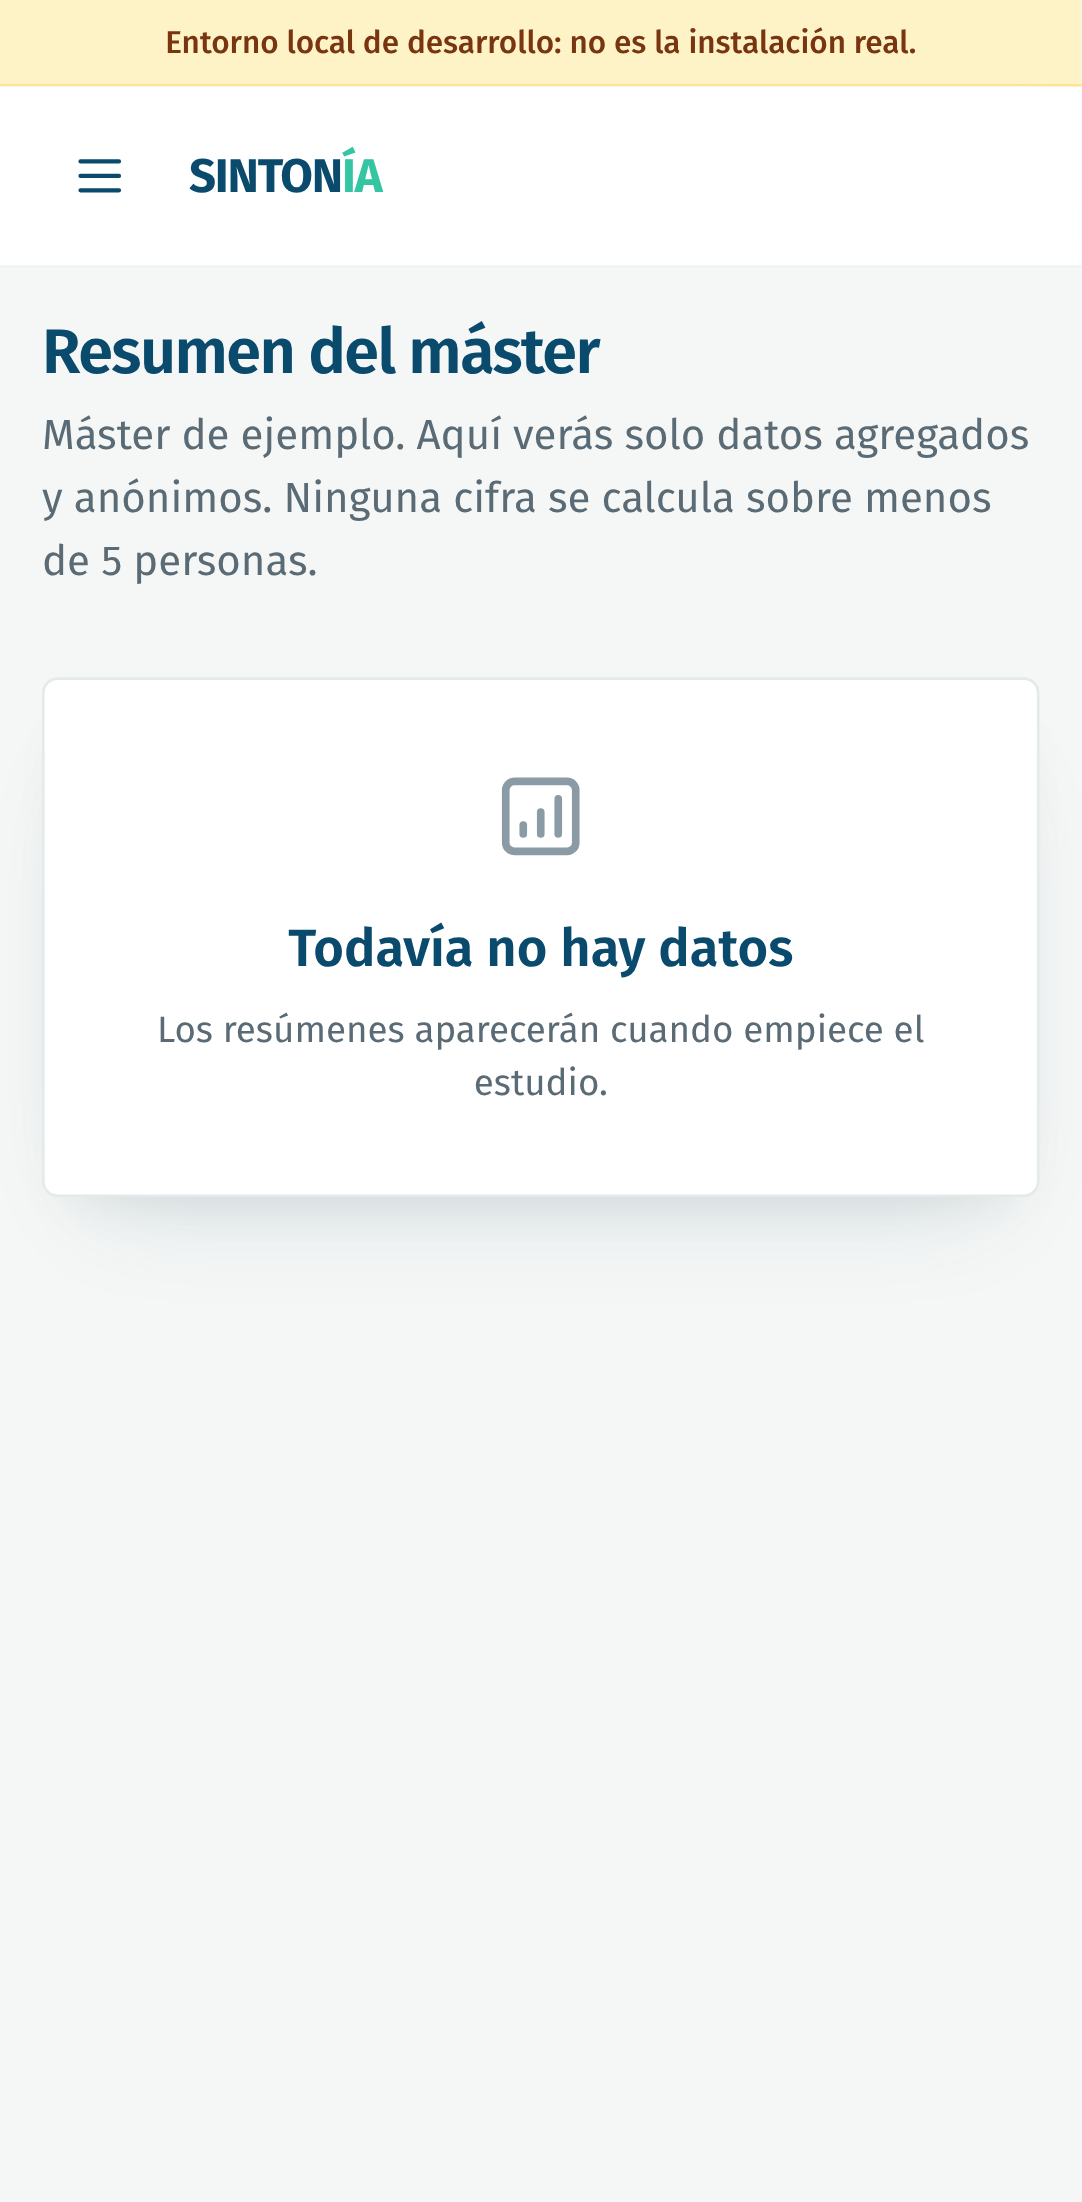 Entorno local de desarrollo: no es la instalación real.
SINTONÍA
Resumen del máster
Máster de ejemplo. Aquí verás solo datos agregados
y anónimos. Ninguna cifra se calcula sobre menos
de 5 personas.
Todavía no hay datos
Los resúmenes aparecerán cuando empiece el
estudio.